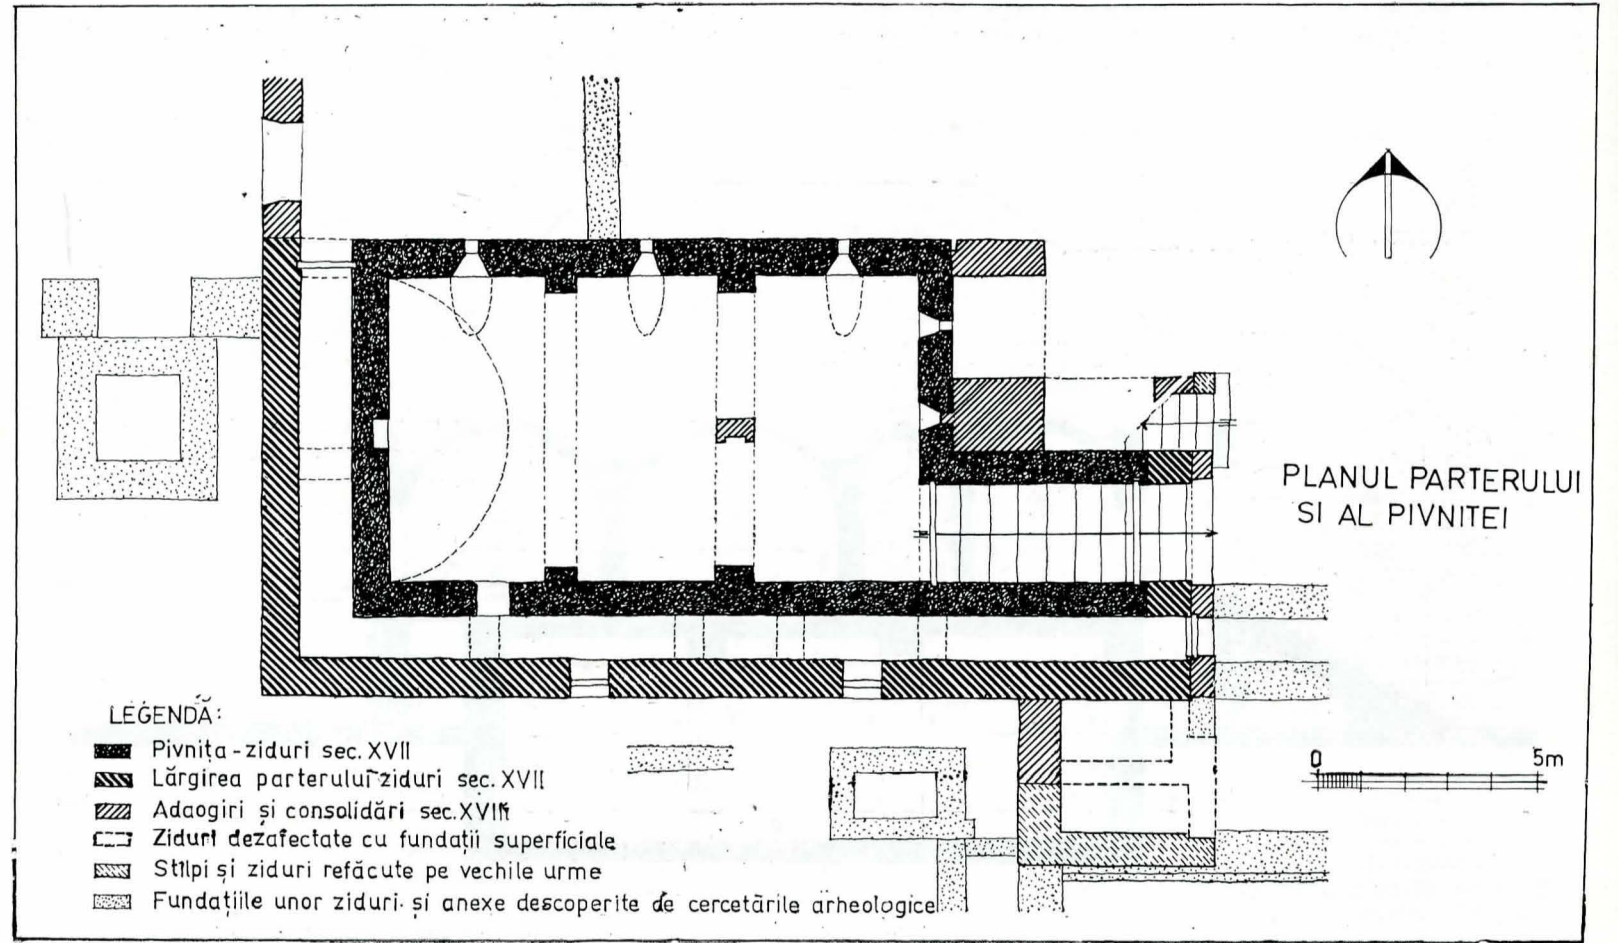 PLANUL PARTERULUI
SI AL PIVNITEI
LEGENDĂ:
Pivnița - ziduri sec. XVII
Lărgirea parterului - ziduri sec. XVII
Adaogiri și consolidări sec. XVIII
Ziduri dezafectate cu fundații superficiale
Stîlpi și ziduri refăcute pe vechile urme
Fundațiile unor ziduri și anexe descoperite de cercetările arheologice
0 5m